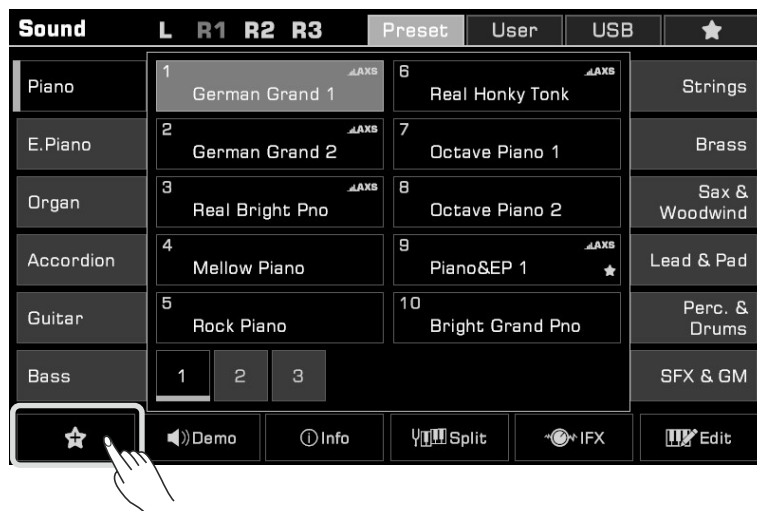 Sound L R1 R2 R3 Preset User USB
Piano
E.Piano
Organ
Accordion
Guitar
Bass
1 AXS
German Grand 1
2 AXS
German Grand 2
3 AXS
Real Bright Pno
4
Mellow Piano
5
Rock Piano
6 AXS
Real Honky Tonk
7
Octave Piano 1
8
Octave Piano 2
9 AXS
Piano&EP 1
10
Bright Grand Pno
1 2 3
Strings
Brass
Sax &
Woodwind
Lead & Pad
Perc. &
Drums
SFX & GM
Demo Info Split IFX Edit